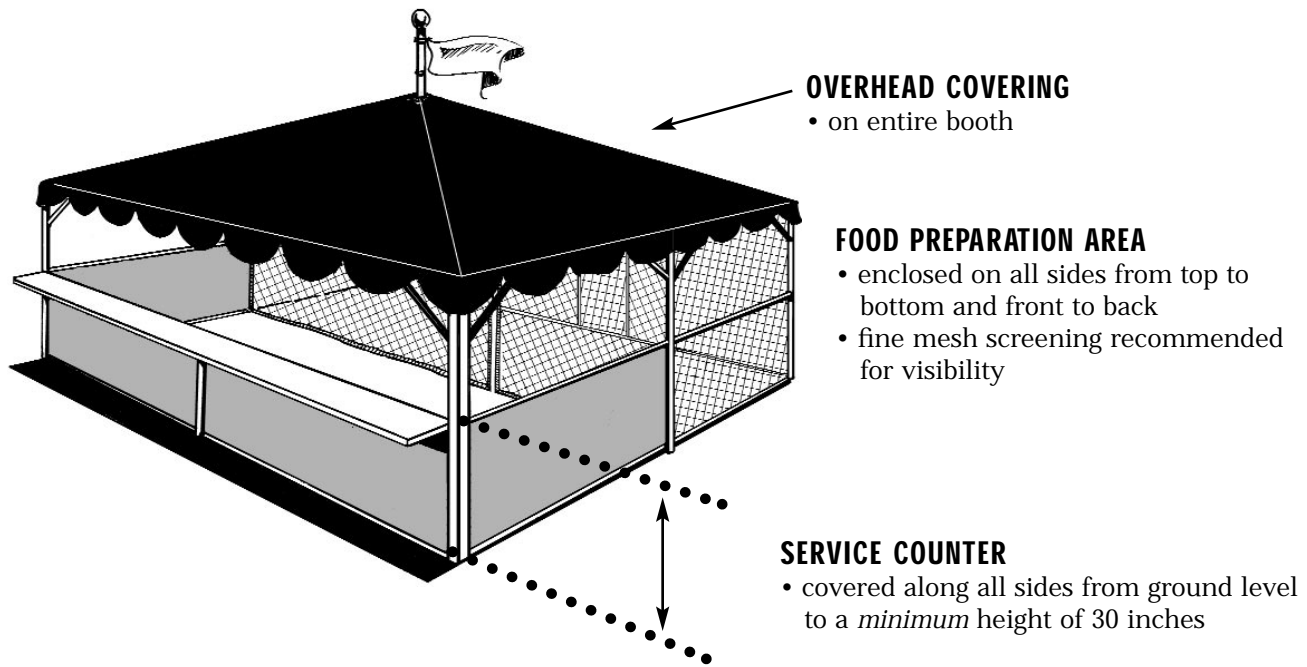 OVERHEAD COVERING
• on entire booth
FOOD PREPARATION AREA
• enclosed on all sides from top to
bottom and front to back
• fine mesh screening recommended
for visibility
SERVICE COUNTER
• covered along all sides from ground level
to a minimum height of 30 inches